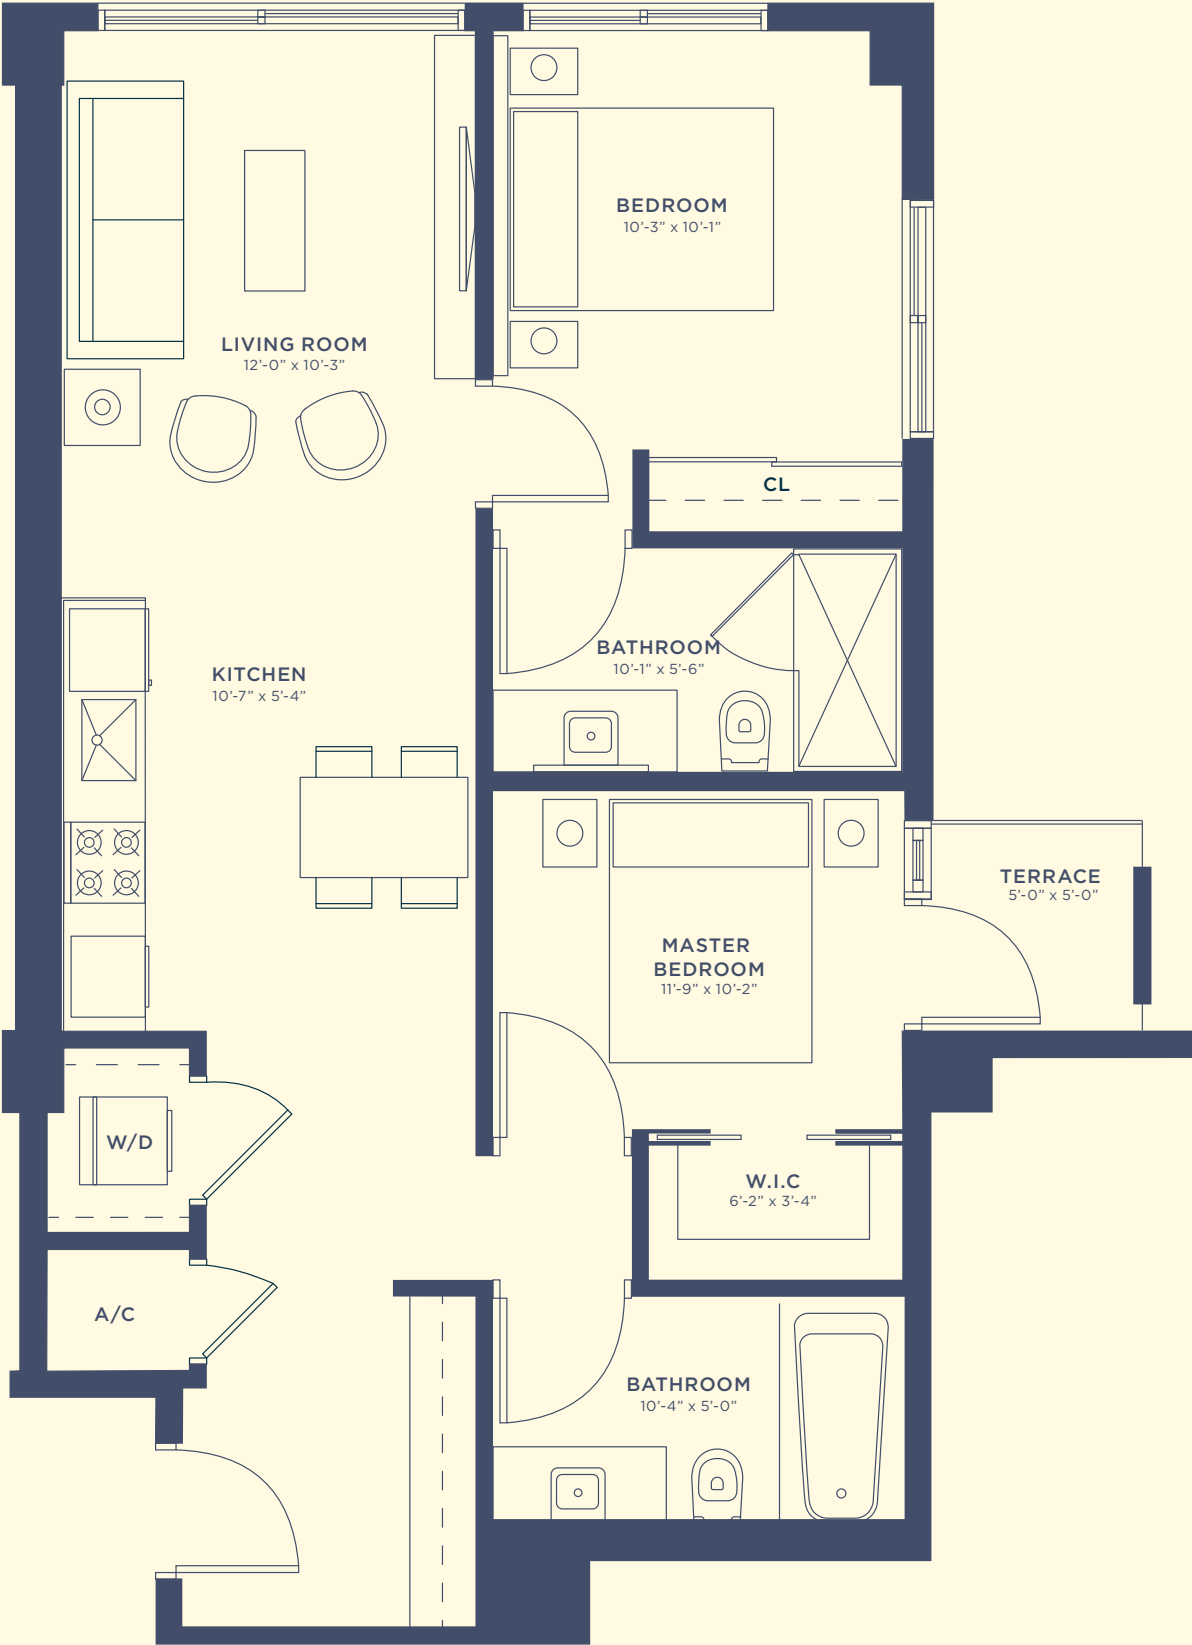 BEDROOM
10'-3” x 10'-1”
LIVING ROOM
12'-0” x 10'-3”
CL
BATHROOM
10'-1” x 5'-6”
KITCHEN
10'-7” x 5'-4”
TERRACE
5'-0” x 5'-0”
MASTER
BEDROOM
11'-9” x 10'-2”
W/D
W.I.C
6'-2” x 3'-4”
A/C
BATHROOM
10'-4” x 5'-0”